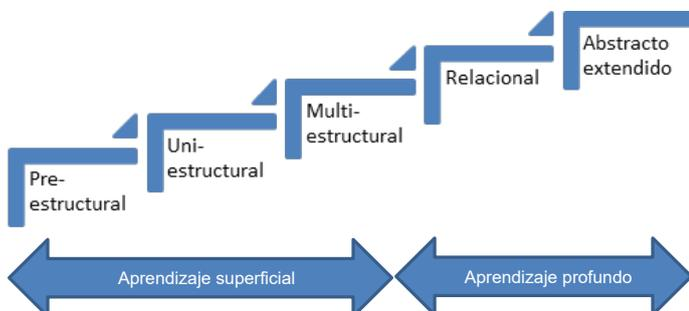 Pre-
estructural
Uni-
estructural
Multi-
estructural
Relacional
Abstracto
extendido
Aprendizaje superficial
Aprendizaje profundo